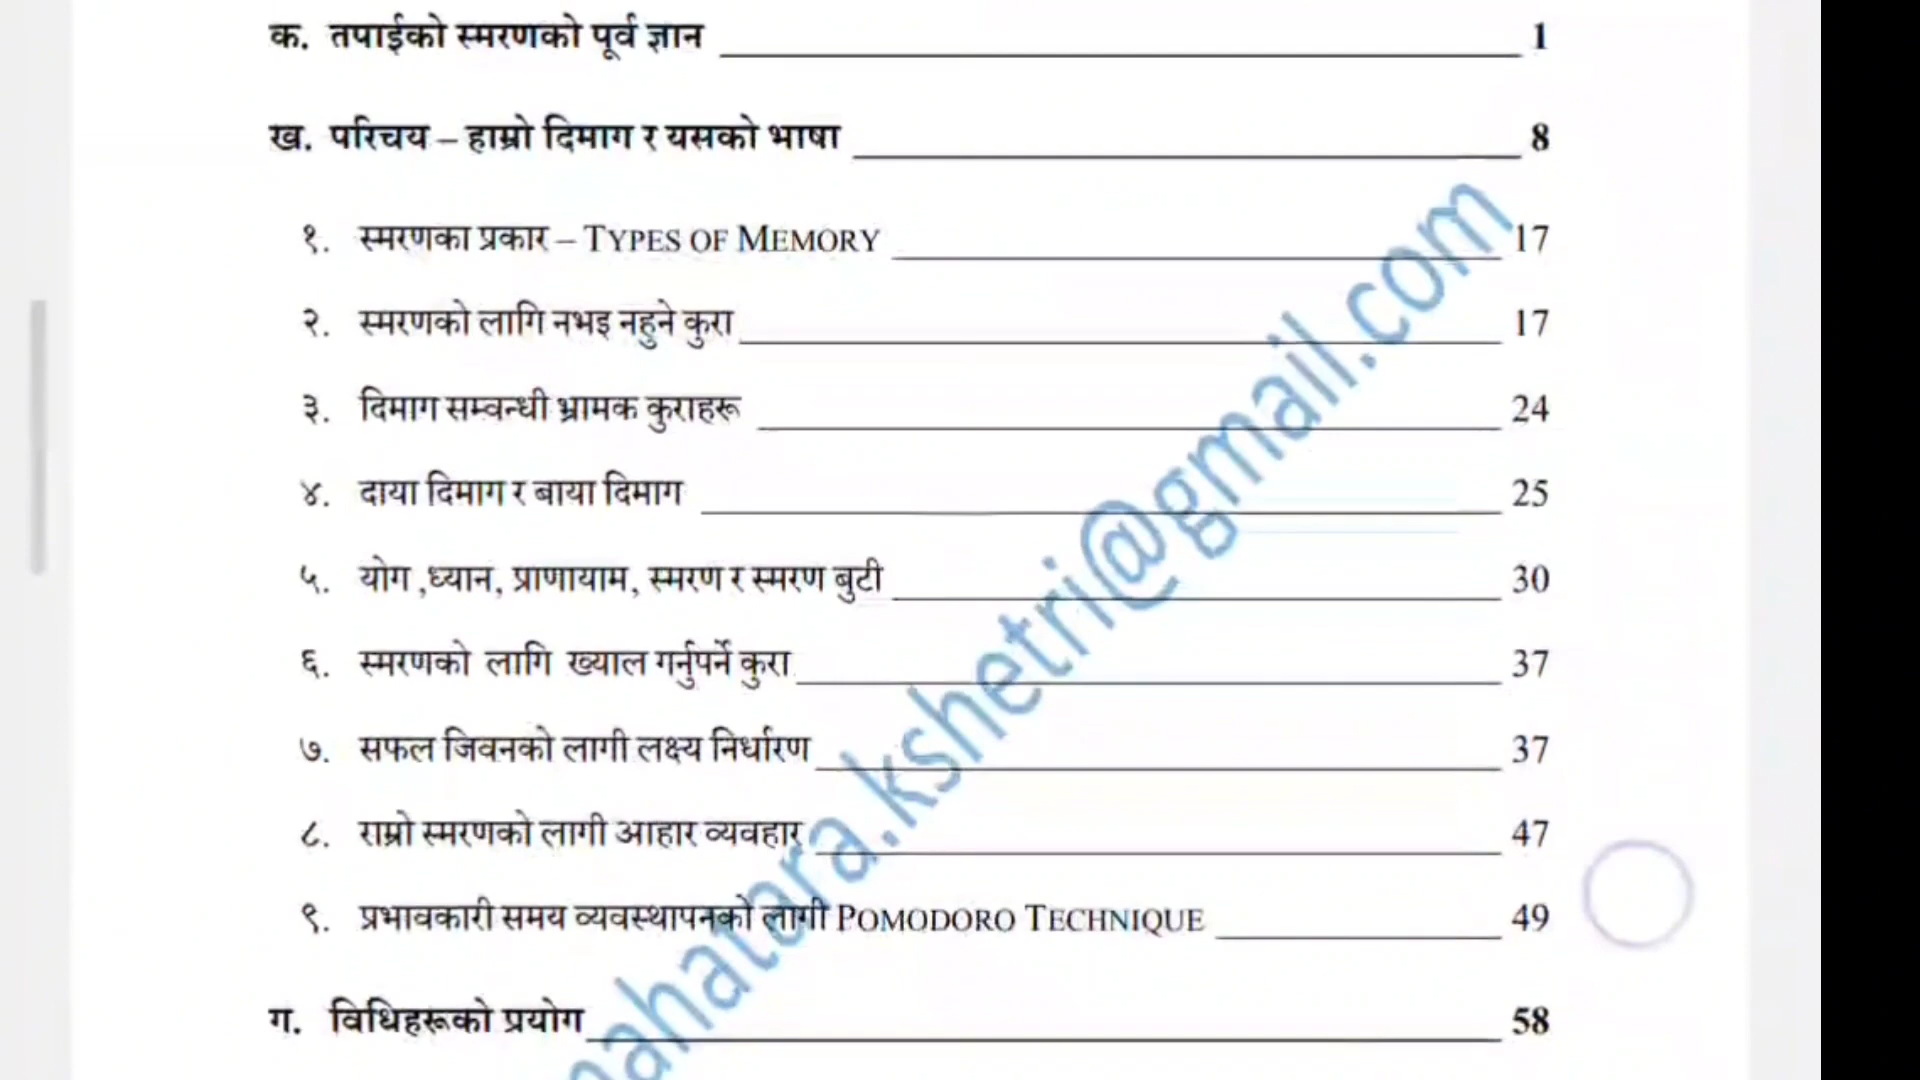 क. तपाईको स्मरणको पूर्व ज्ञान 1
ख. परिचय – हाम्रो दिमाग र यसको भाषा 8
१. स्मरणका प्रकार – TYPES OF MEMORY 17
२. स्मरणको लागि नभइ नहुने कुरा 17
३. दिमाग सम्वन्धी भ्रामक कुराहरू 24
४. दाया दिमाग र बाया दिमाग 25
५. योग ,ध्यान, प्राणायाम, स्मरण र स्मरण बुटी 30
६. स्मरणको लागि ख्याल गर्नुपर्ने कुरा 37
७. सफल जिवनको लागी लक्ष्य निर्धारण 37
८. राम्रो स्मरणको लागी आहार व्यवहार 47
९. प्रभावकारी समय व्यवस्थापनको लागी POMODORO TECHNIQUE 49
ग. विधिहरूको प्रयोग 58
mahatara.kshetri@gmail.com